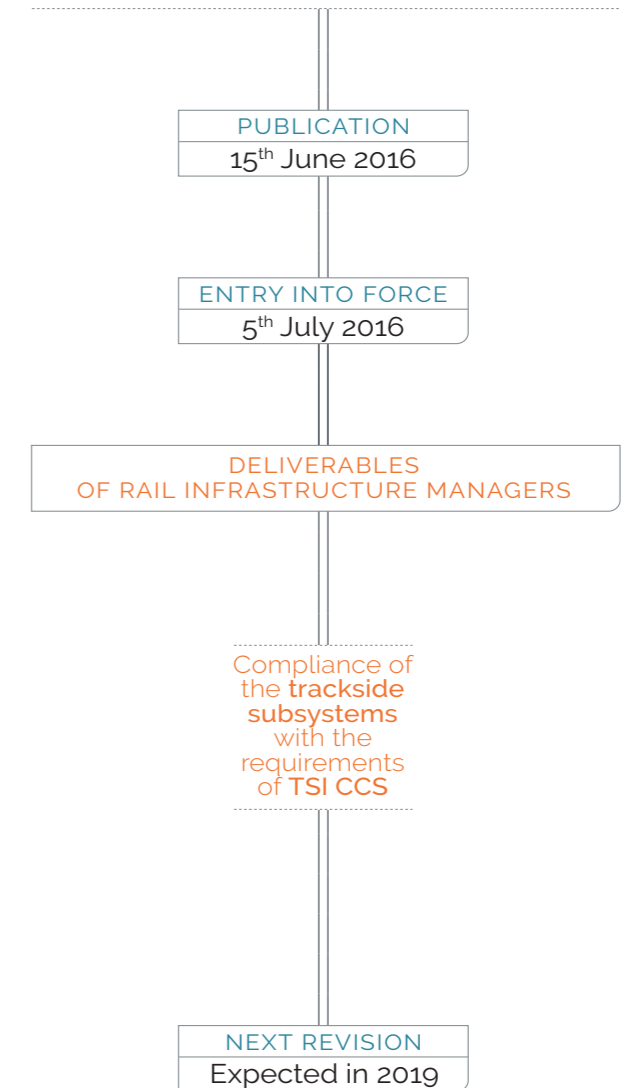 PUBLICATION
15th June 2016
ENTRY INTO FORCE
5th July 2016
DELIVERABLES
OF RAIL INFRASTRUCTURE MANAGERS
Compliance of
the trackside
subsystems
with the
requirements
of TSI CCS
NEXT REVISION
Expected in 2019